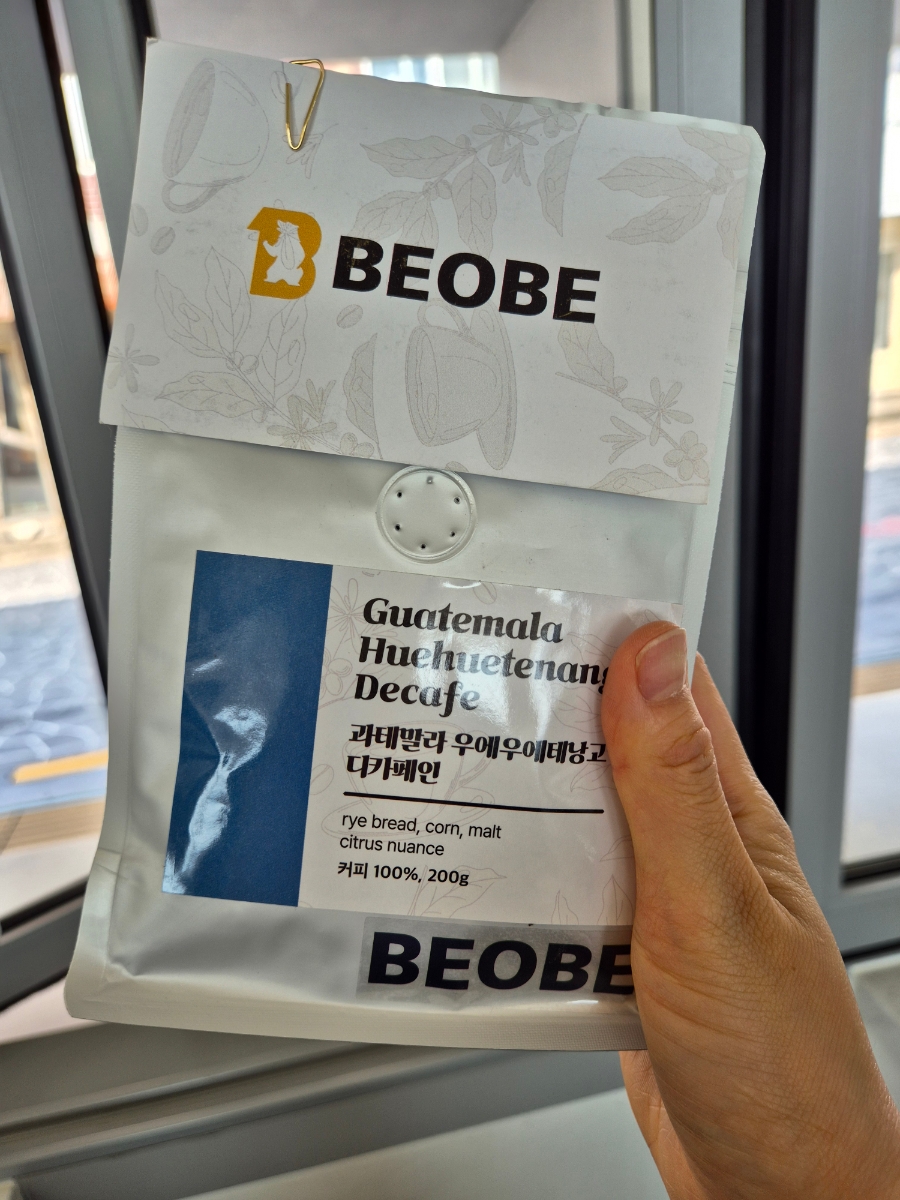 BEOBE
Guatemala
Huehuetenang
Decafe
과테말라 우에우에테낭고
디카페인
rye bread, corn, malt
citrus nuance
커피 100%, 200g
BEOBE